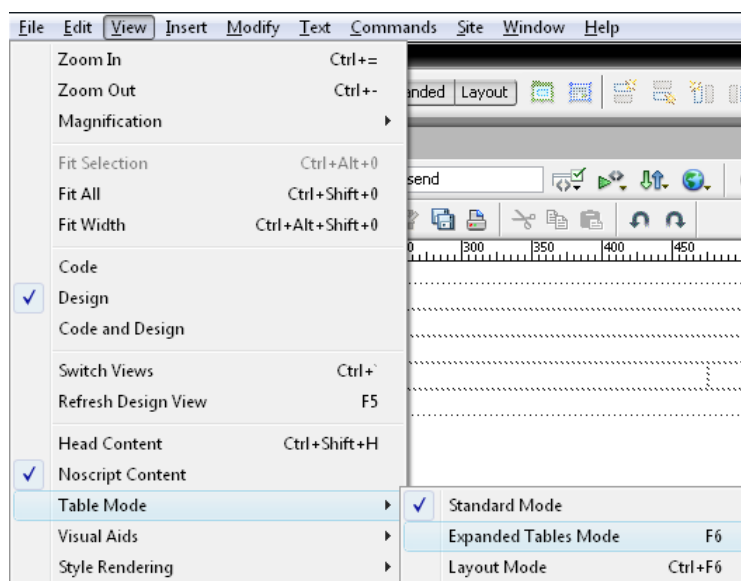 File Edit View Insert Modify Text Commands Site Window Help
Zoom In Ctrl+=
Zoom Out Ctrl+-
Magnification
Fit Selection Ctrl+Alt+0
Fit All Ctrl+Shift+0
Fit Width Ctrl+Alt+Shift+0
Code
Design
Code and Design
Switch Views Ctrl+`
Refresh Design View F5
Head Content Ctrl+Shift+H
Noscript Content
Table Mode
Visual Aids
Style Rendering
nded Layout
send
0 300 350 400 450
Standard Mode
Expanded Tables Mode F6
Layout Mode Ctrl+F6